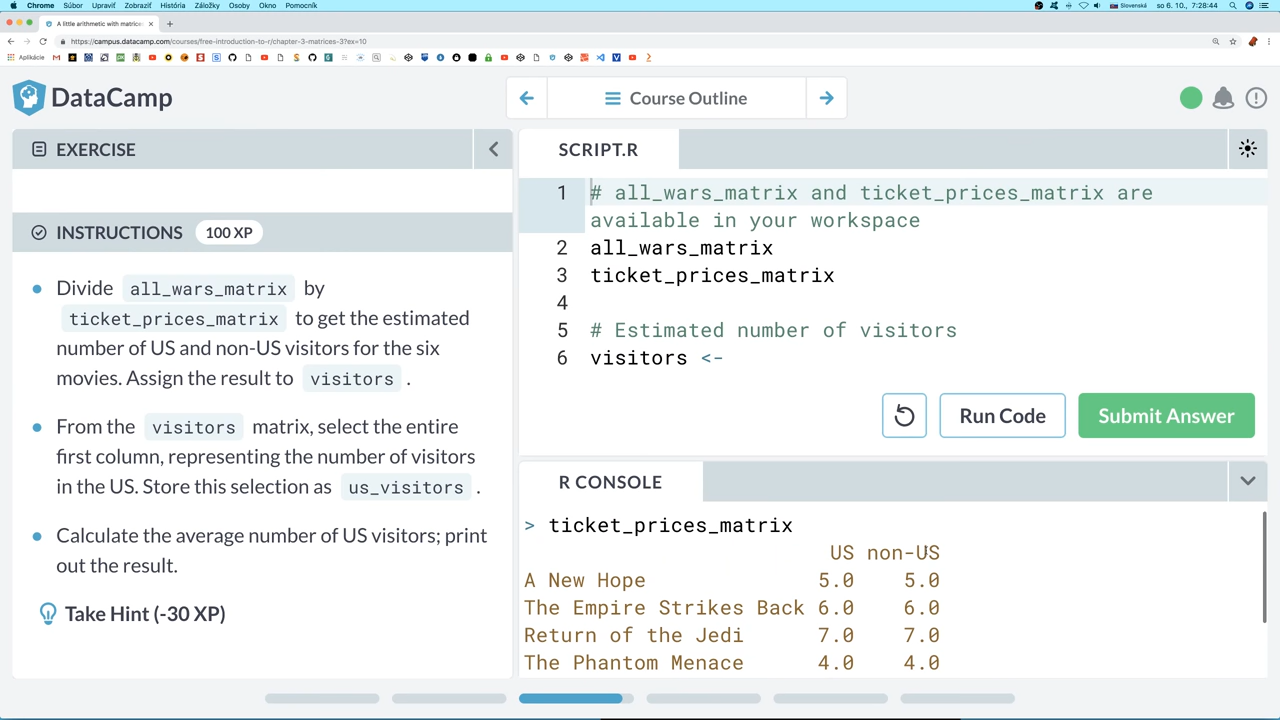 Chrome Súbor Upraviť Zobraziť História Záložky Osoby Okno Pomocník
Slovenská so 6. 10., 7:28:44
A little arithmetic with matrices
https://campus.datacamp.com/courses/free-introduction-to-r/chapter-3-matrices-3?ex=10
Aplikácie
DataCamp
Course Outline
EXERCISE
SCRIPT.R
INSTRUCTIONS 100 XP
Divide all_wars_matrix by
ticket_prices_matrix to get the estimated
number of US and non-US visitors for the six
movies. Assign the result to visitors .
From the visitors matrix, select the entire
first column, representing the number of visitors
in the US. Store this selection as us_visitors .
Calculate the average number of US visitors; print
out the result.
Take Hint (-30 XP)
1 # all_wars_matrix and ticket_prices_matrix are
available in your workspace
2 all_wars_matrix
3 ticket_prices_matrix
4
5 # Estimated number of visitors
6 visitors <-
Run Code
Submit Answer
R CONSOLE
> ticket_prices_matrix
US non-US
A New Hope 5.0 5.0
The Empire Strikes Back 6.0 6.0
Return of the Jedi 7.0 7.0
The Phantom Menace 4.0 4.0